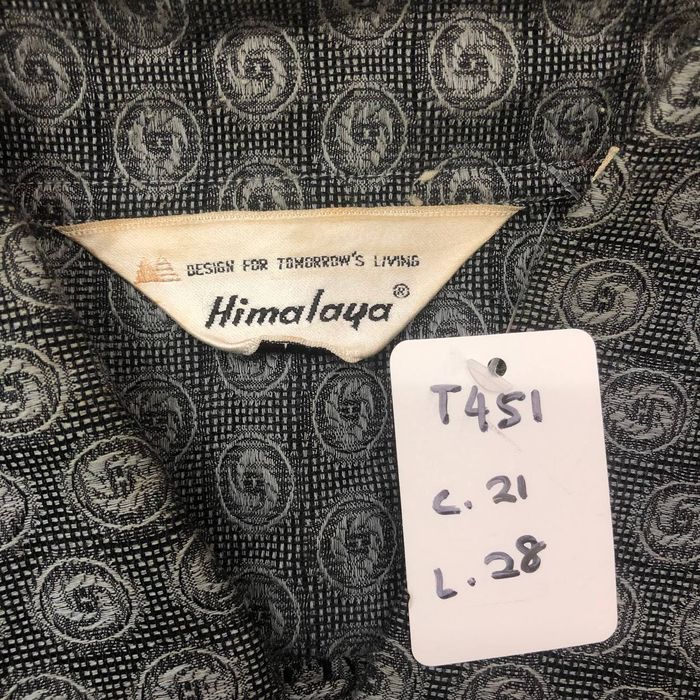 DESIGN FOR TOMORROW'S LIVING
Himalaya®
T451
C. 21
L. 28